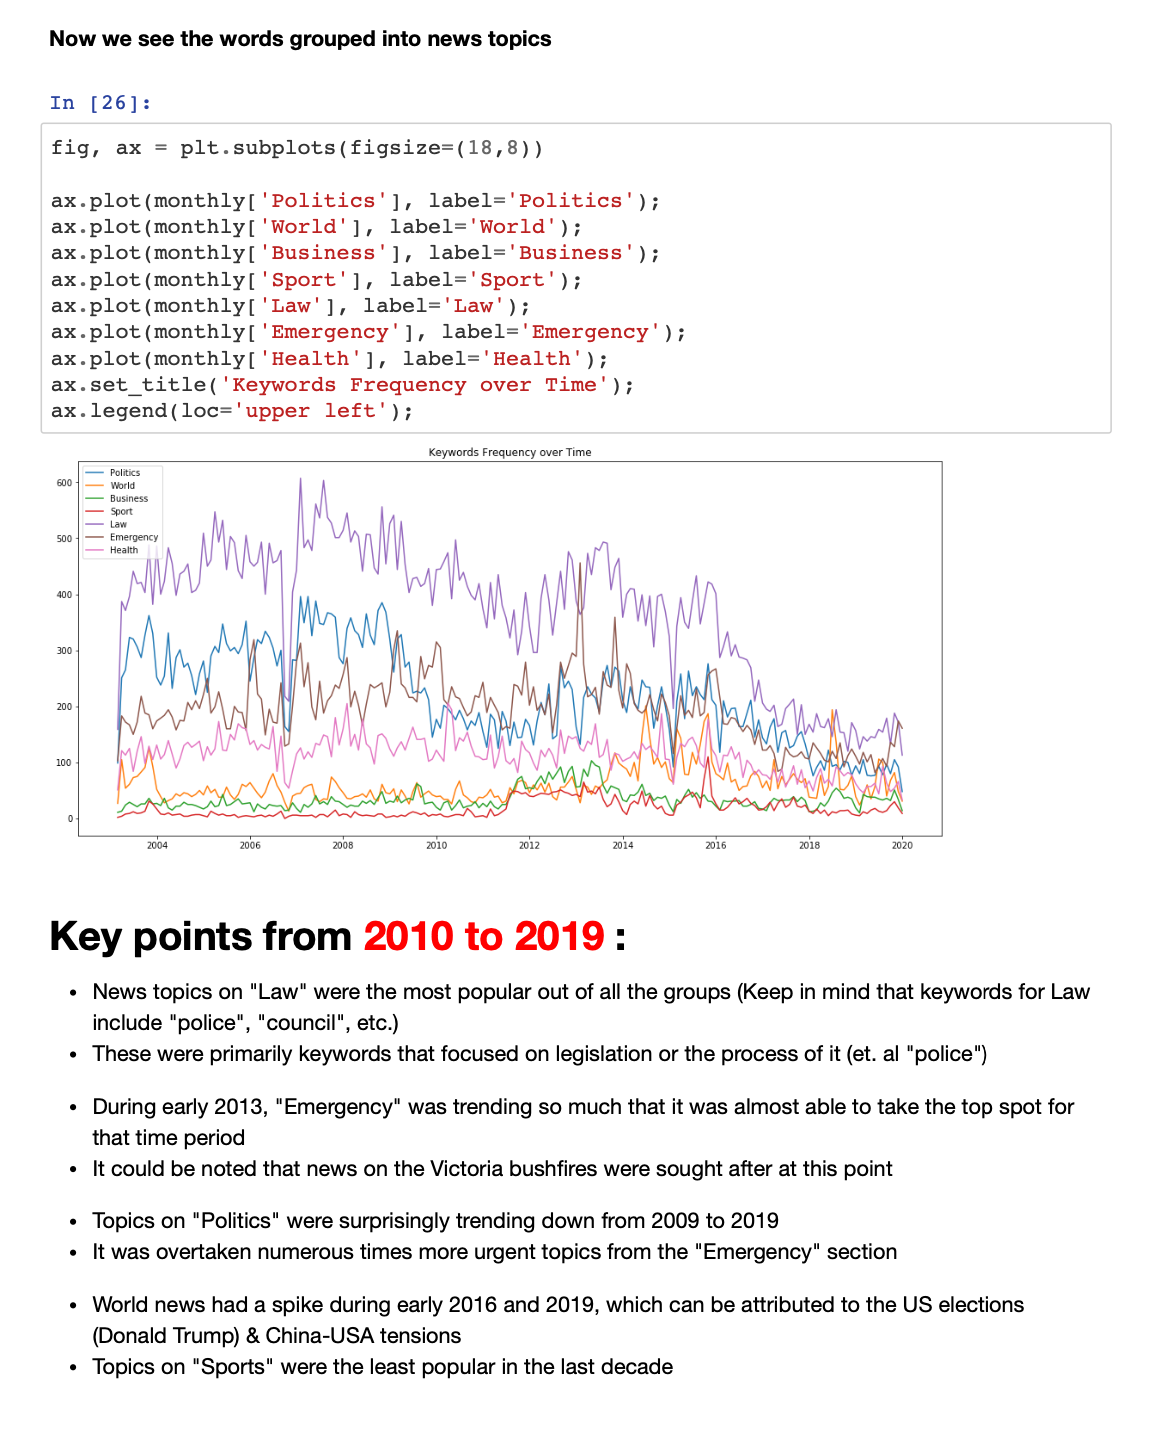 Now we see the words grouped into news topics
In [26]:
fig, ax = plt.subplots(figsize=(18,8))
ax.plot(monthly['Politics'], label='Politics');
ax.plot(monthly['World'], label='World');
ax.plot(monthly['Business'], label='Business');
ax.plot(monthly['Sport'], label='Sport');
ax.plot(monthly['Law'], label='Law');
ax.plot(monthly['Emergency'], label='Emergency');
ax.plot(monthly['Health'], label='Health');
ax.set_title('Keywords Frequency over Time');
ax.legend(loc='upper left');
Keywords Frequency over Time
Politics
World
Business
Sport
Law
Emergency
Health
600
500
400
300
200
100
0
2004 2006 2008 2010 2012 2014 2016 2018 2020
Key points from 2010 to 2019 :
• News topics on "Law" were the most popular out of all the groups (Keep in mind that keywords for Law
include "police", "council", etc.)
• These were primarily keywords that focused on legislation or the process of it (et. al "police")
• During early 2013, "Emergency" was trending so much that it was almost able to take the top spot for
that time period
• It could be noted that news on the Victoria bushfires were sought after at this point
• Topics on "Politics" were surprisingly trending down from 2009 to 2019
• It was overtaken numerous times more urgent topics from the "Emergency" section
• World news had a spike during early 2016 and 2019, which can be attributed to the US elections
(Donald Trump) & China-USA tensions
• Topics on "Sports" were the least popular in the last decade